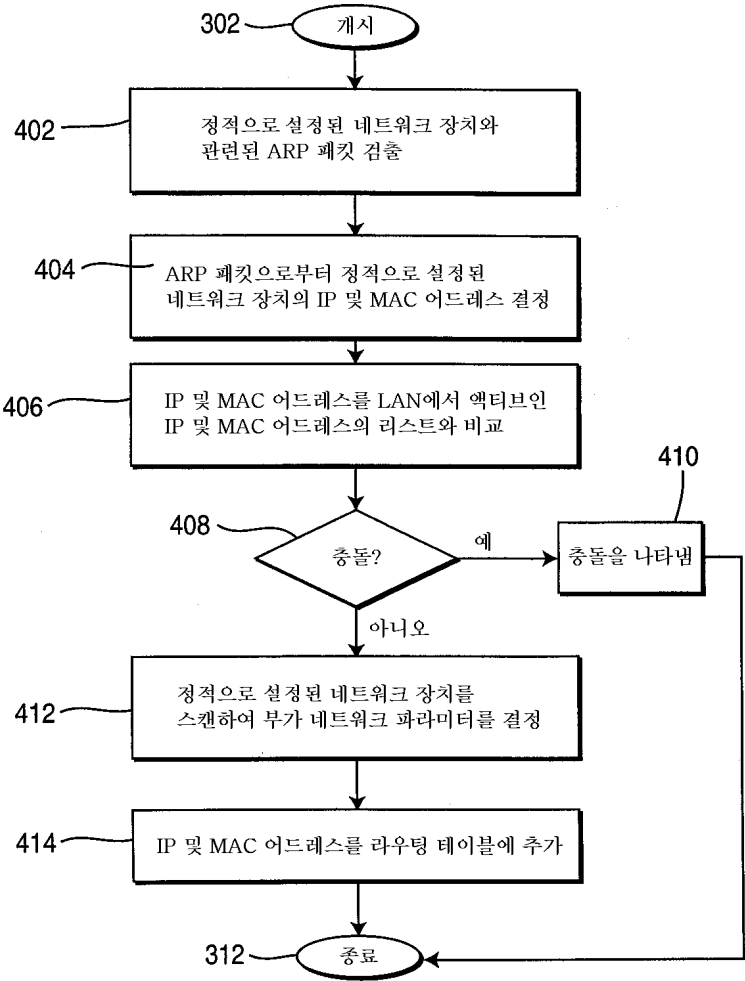 302
개시
402
정적으로 설정된 네트워크 장치와
관련된 ARP 패킷 검출
404
ARP 패킷으로부터 정적으로 설정된
네트워크 장치의 IP 및 MAC 어드레스 결정
406
IP 및 MAC 어드레스를 LAN에서 액티브인
IP 및 MAC 어드레스의 리스트와 비교
408
충돌?
예
410
충돌을 나타냄
아니오
412
정적으로 설정된 네트워크 장치를
스캔하여 부가 네트워크 파라미터를 결정
414
IP 및 MAC 어드레스를 라우팅 테이블에 추가
312
종료